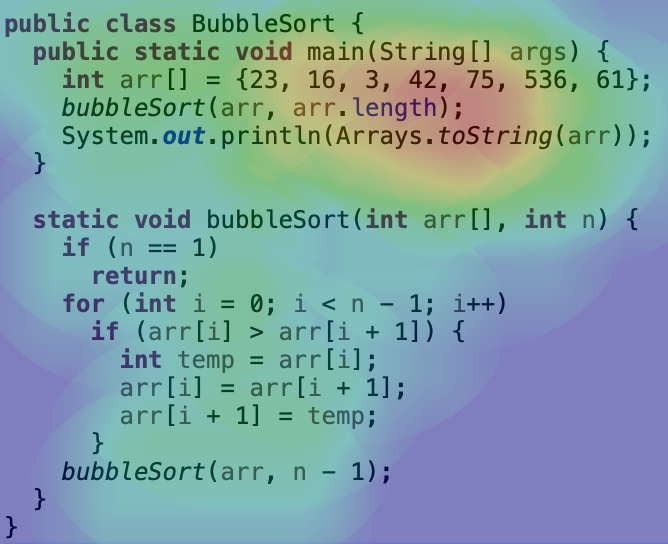 public class BubbleSort {
  public static void main(String[] args) {
    int arr[] = {23, 16, 3, 42, 75, 536, 61};
    bubbleSort(arr, arr.length);
    System.out.println(Arrays.toString(arr));
  }

  static void bubbleSort(int arr[], int n) {
    if (n == 1)
      return;
    for (int i = 0; i < n - 1; i++)
      if (arr[i] > arr[i + 1]) {
        int temp = arr[i];
        arr[i] = arr[i + 1];
        arr[i + 1] = temp;
      }
    bubbleSort(arr, n - 1);
  }
}